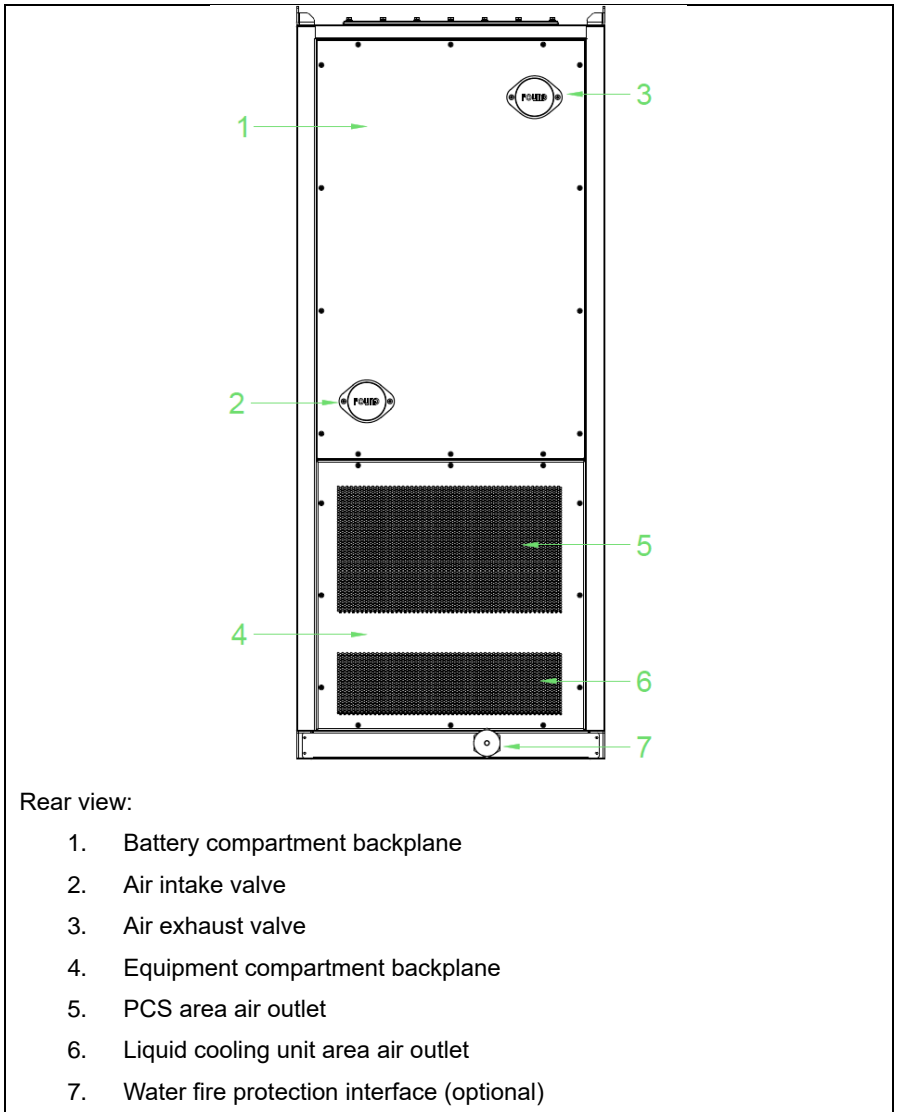 3
1
2
5
4
6
7
Rear view:
1. Battery compartment backplane
2. Air intake valve
3. Air exhaust valve
4. Equipment compartment backplane
5. PCS area air outlet
6. Liquid cooling unit area air outlet
7. Water fire protection interface (optional)